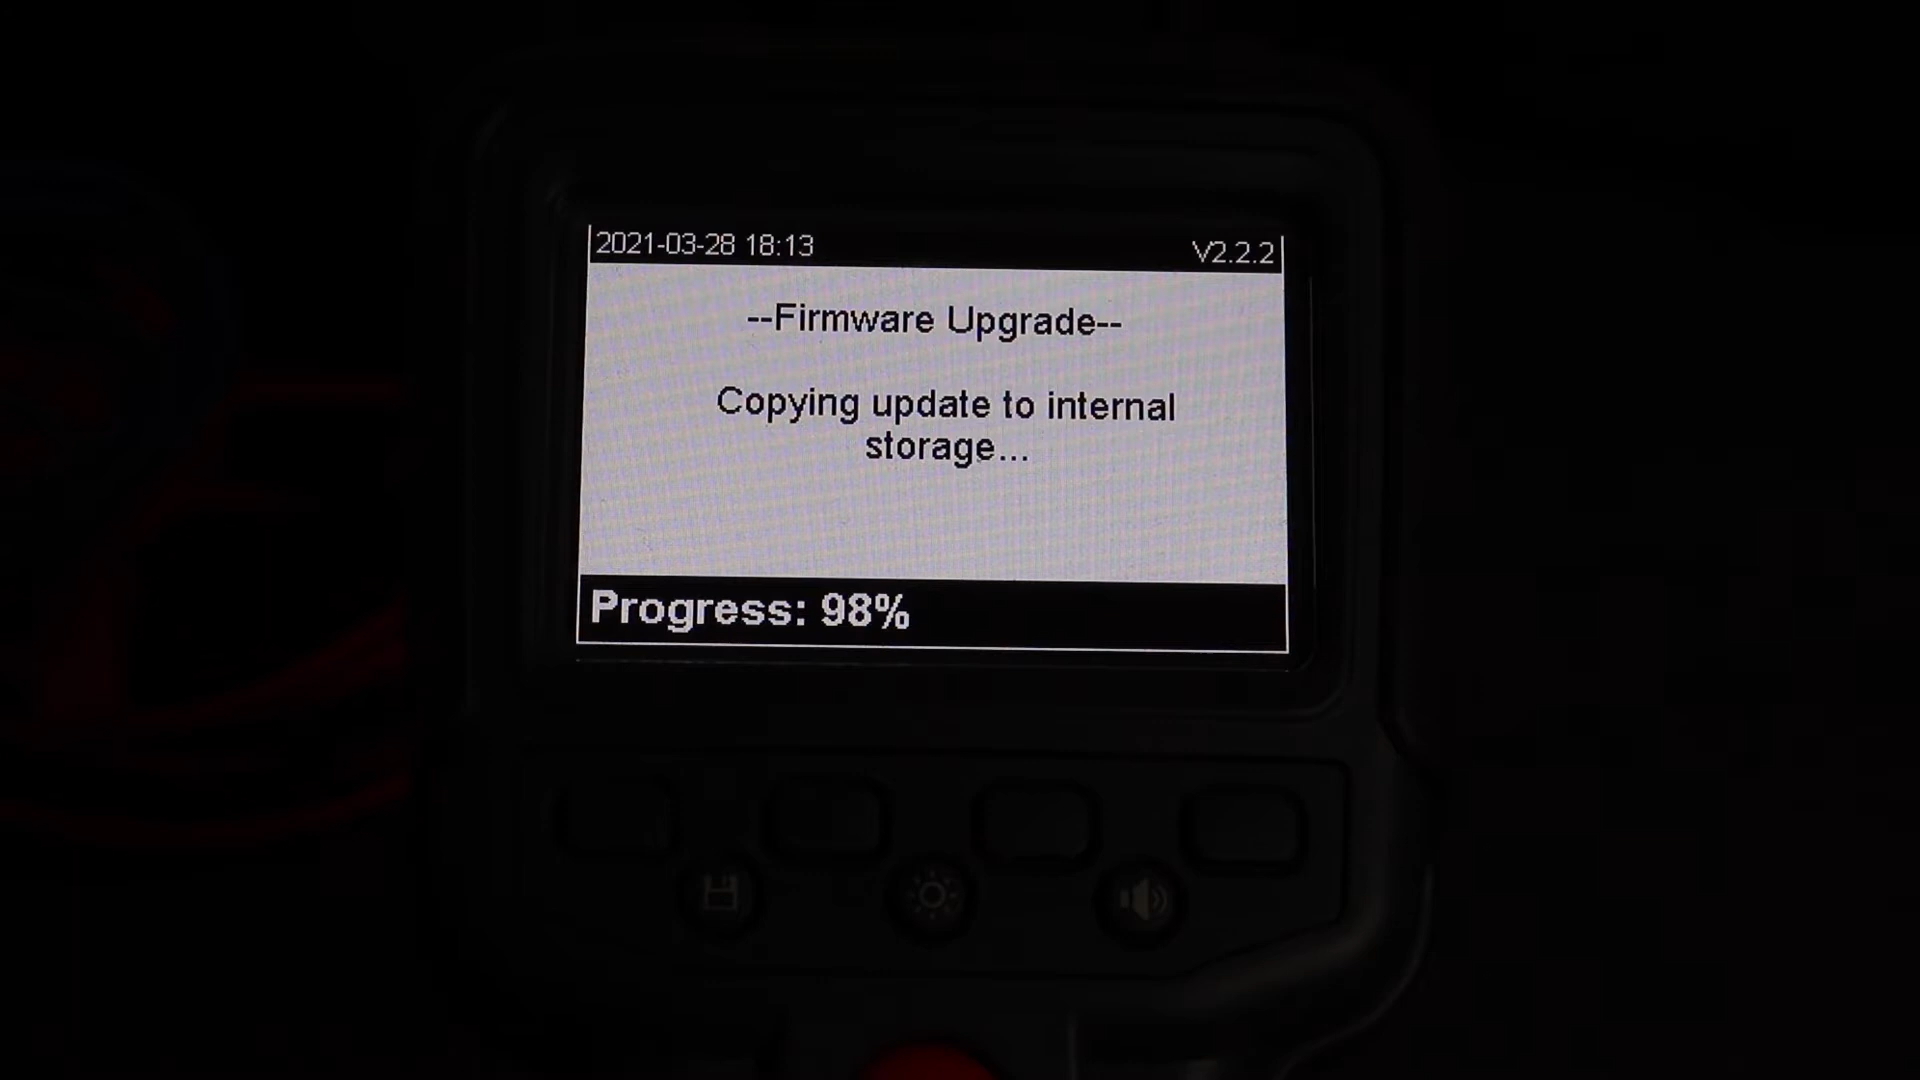 2021-03-28 18:13 V2.2.2
--Firmware Upgrade--
Copying update to internal
storage...
Progress: 98%